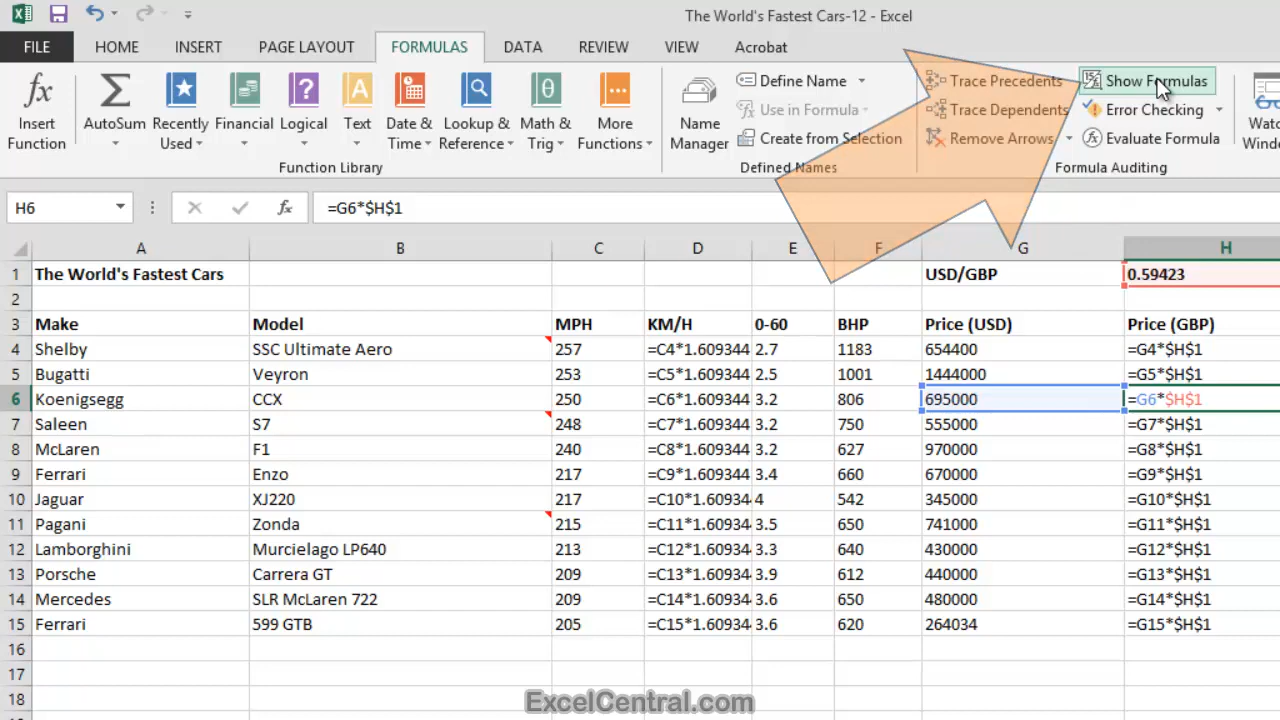 The World's Fastest Cars-12 - Excel
FILE HOME INSERT PAGE LAYOUT FORMULAS DATA REVIEW VIEW Acrobat
fx Insert Function
Σ AutoSum
Recently Used
Financial
Logical
Text
Date & Time
Lookup & Reference
Math & Trig
More Functions
Function Library
Name Manager
Define Name
Use in Formula
Create from Selection
Defined Names
Trace Precedents
Trace Dependents
Remove Arrows
Show Formulas
Error Checking
Evaluate Formula
Formula Auditing
H6 fx =G6*$H$1
A B C D E F G H
1 The World's Fastest Cars USD/GBP 0.59423
2
3 Make Model MPH KM/H 0-60 BHP Price (USD) Price (GBP)
4 Shelby SSC Ultimate Aero 257 =C4*1.609344 2.7 1183 654400 =G4*$H$1
5 Bugatti Veyron 253 =C5*1.609344 2.5 1001 1444000 =G5*$H$1
6 Koenigsegg CCX 250 =C6*1.609344 3.2 806 695000 =G6*$H$1
7 Saleen S7 248 =C7*1.609344 3.2 750 555000 =G7*$H$1
8 McLaren F1 240 =C8*1.609344 3.2 627 970000 =G8*$H$1
9 Ferrari Enzo 217 =C9*1.609344 3.4 660 670000 =G9*$H$1
10 Jaguar XJ220 217 =C10*1.60934 4 542 345000 =G10*$H$1
11 Pagani Zonda 215 =C11*1.60934 3.5 650 741000 =G11*$H$1
12 Lamborghini Murcielago LP640 213 =C12*1.60934 3.3 640 430000 =G12*$H$1
13 Porsche Carrera GT 209 =C13*1.60934 3.9 612 440000 =G13*$H$1
14 Mercedes SLR McLaren 722 209 =C14*1.60934 3.6 650 480000 =G14*$H$1
15 Ferrari 599 GTB 205 =C15*1.60934 3.6 620 264034 =G15*$H$1
16
17
18
ExcelCentral.com